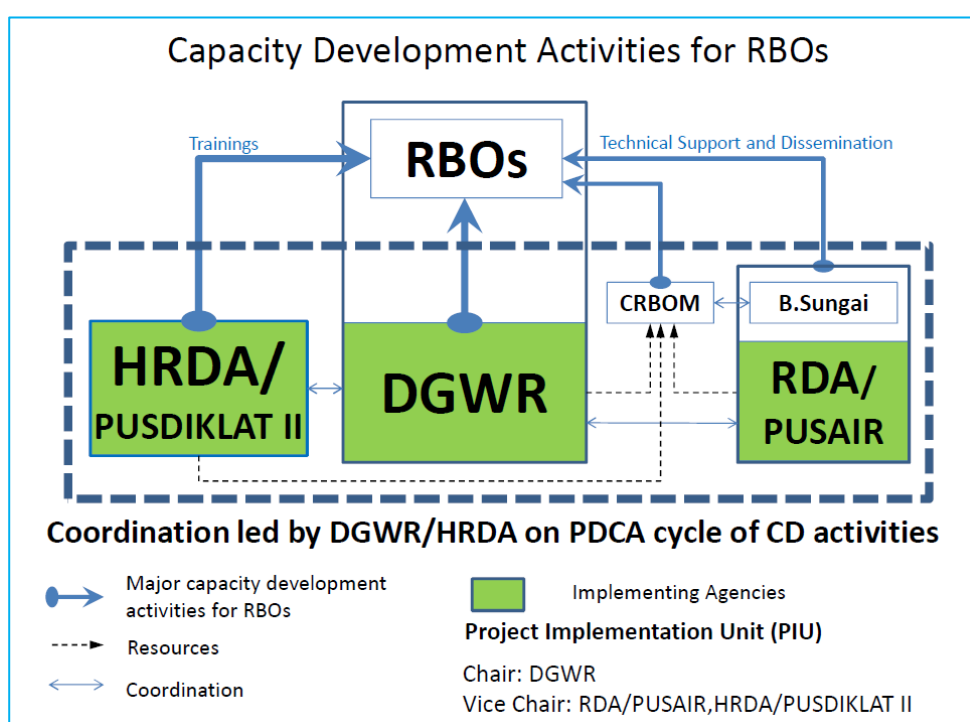 Capacity Development Activities for RBOs
Trainings
Technical Support and Dissemination
RBOs
CRBOM
B.Sungai
HRDA/
PUSDIKLAT II
DGWR
RDA/
PUSAIR
Coordination led by DGWR/HRDA on PDCA cycle of CD activities
Major capacity development
activities for RBOs
Resources
Coordination
Implementing Agencies
Project Implementation Unit (PIU)
Chair: DGWR
Vice Chair: RDA/PUSAIR,HRDA/PUSDIKLAT II